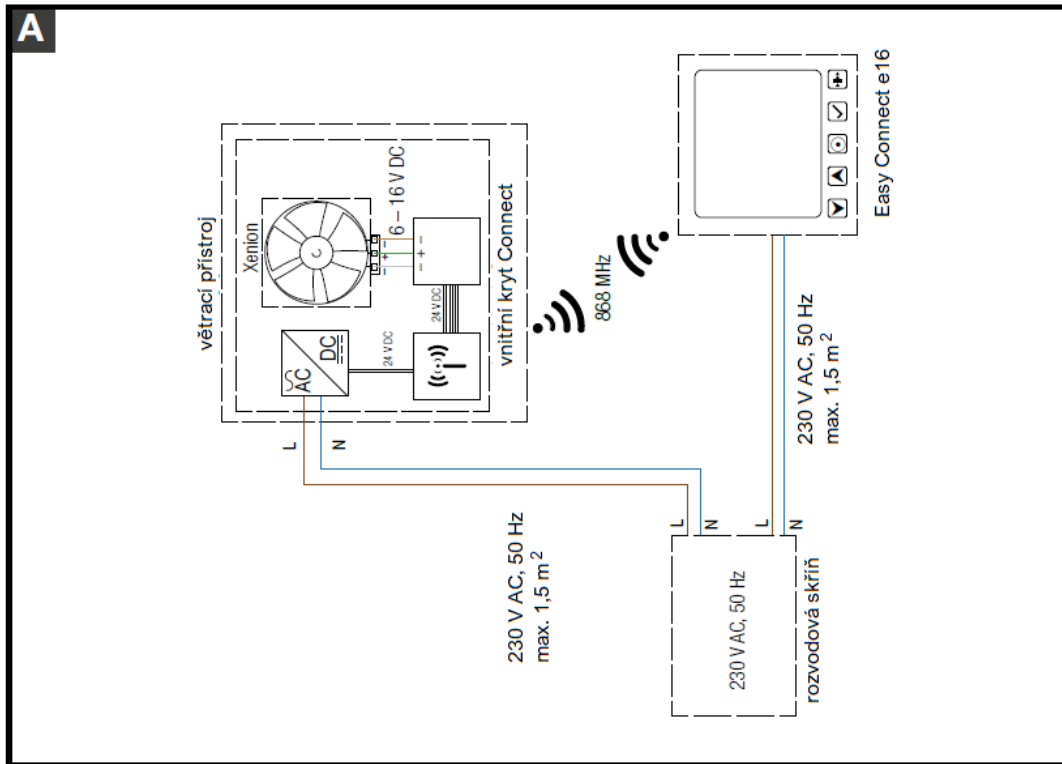 A
větrací přístroj
Xenion
6 – 16 V DC
– + –
– + –
AC
DC
24 V DC
24 V DC
vnitřní kryt Connect
868 MHz
Easy Connect e16
L
N
230 V AC, 50 Hz
max. 1,5 m²
230 V AC, 50 Hz
max. 1,5 m²
L
N
L
N
230 V AC, 50 Hz
rozvodová skříň